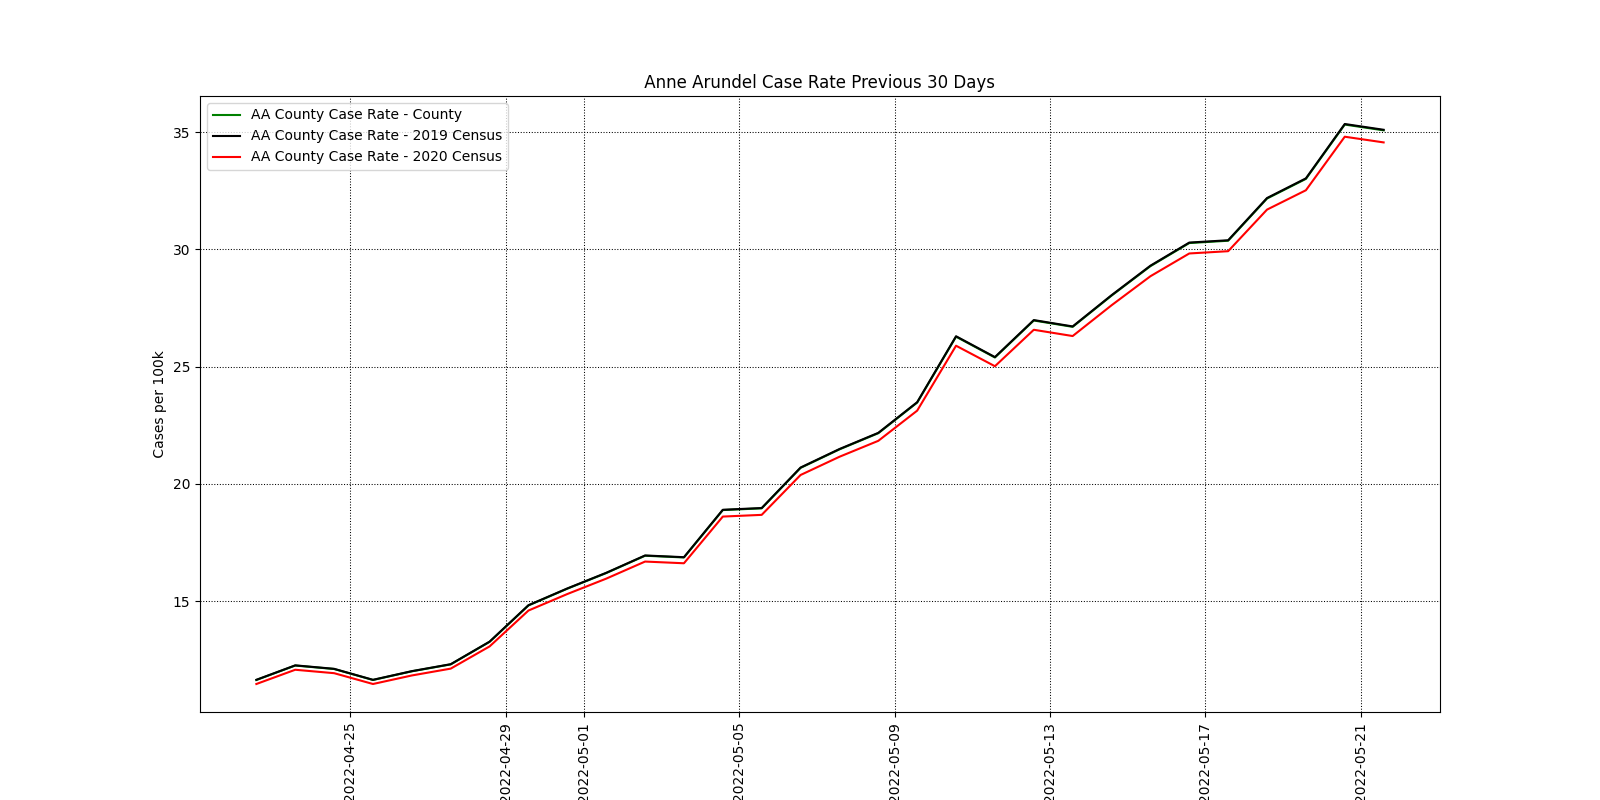 Anne Arundel Case Rate Previous 30 Days
AA County Case Rate - County
AA County Case Rate - 2019 Census
AA County Case Rate - 2020 Census
Cases per 100k
35
30
25
20
15
2022-04-25
2022-04-29
2022-05-01
2022-05-05
2022-05-09
2022-05-13
2022-05-17
2022-05-21